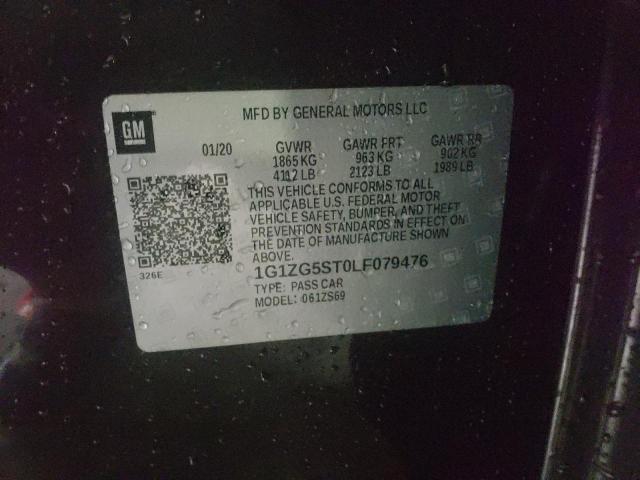 MFD BY GENERAL MOTORS LLC
GM
01/20 GVWR GAWR FRT GAWR RR
1865 KG 963 KG 902 KG
4112 LB 2123 LB 1989 LB
THIS VEHICLE CONFORMS TO ALL
APPLICABLE U.S. FEDERAL MOTOR
VEHICLE SAFETY, BUMPER, AND THEFT
PREVENTION STANDARDS IN EFFECT ON
THE DATE OF MANUFACTURE SHOWN
ABOVE.
326E
1G1ZG5ST0LF079476
TYPE: PASS CAR
MODEL: 061ZS69